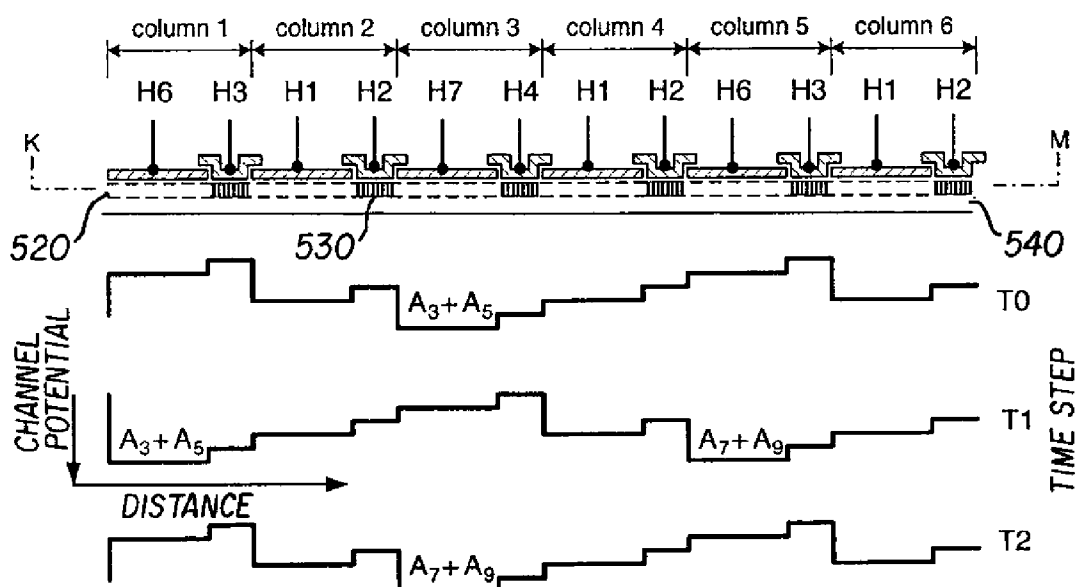 column 1 column 2 column 3 column 4 column 5 column 6
H6 H3 H1 H2 H7 H4 H1 H2 H6 H3 H1 H2
K M
520 530 540
A₃+A₅ T0
CHANNEL POTENTIAL
TIME STEP
A₃+A₅ A₇+A₉ T1
DISTANCE
A₇+A₉ T2